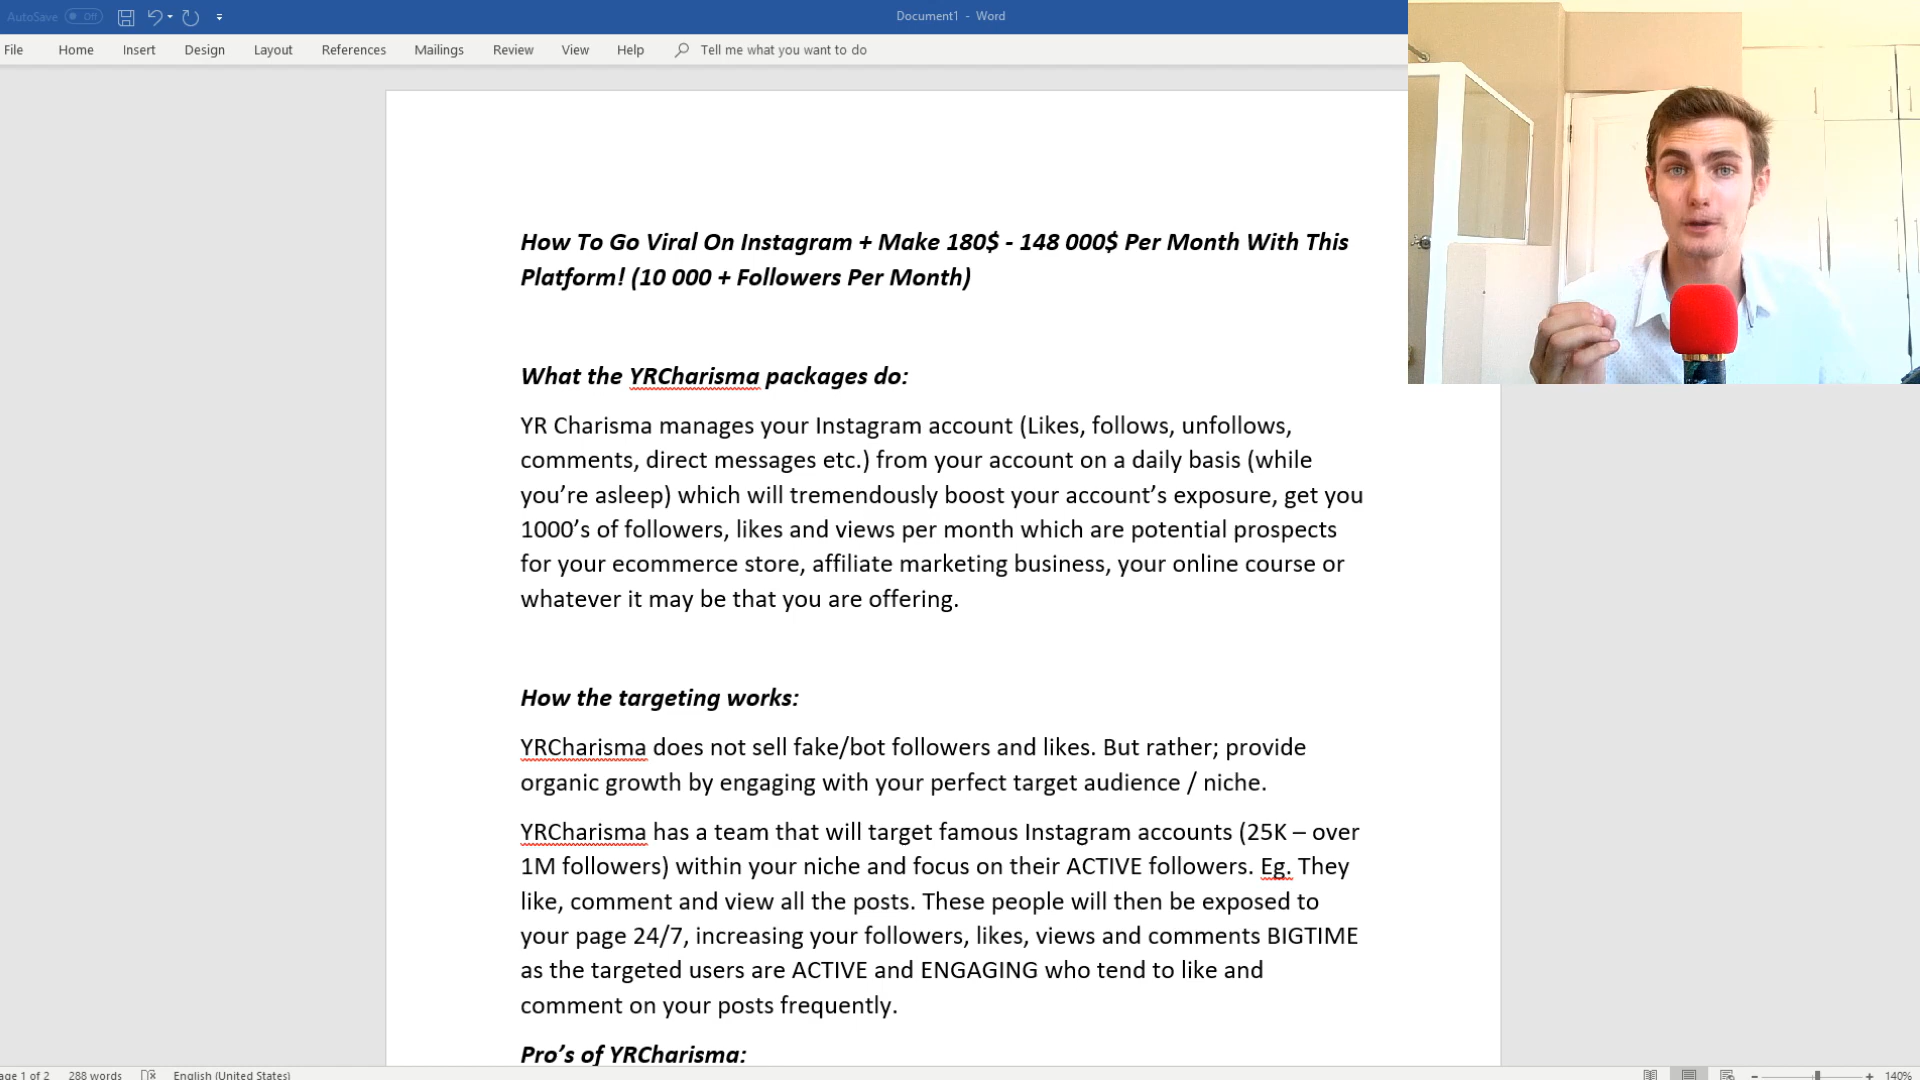 AutoSave Off
Document1 - Word
File Home Insert Design Layout References Mailings Review View Help Tell me what you want to do
How To Go Viral On Instagram + Make 180$ - 148 000$ Per Month With This
Platform! (10 000 + Followers Per Month)
What the YRCharisma packages do:
YR Charisma manages your Instagram account (Likes, follows, unfollows,
comments, direct messages etc.) from your account on a daily basis (while
you’re asleep) which will tremendously boost your account’s exposure, get you
1000’s of followers, likes and views per month which are potential prospects
for your ecommerce store, affiliate marketing business, your online course or
whatever it may be that you are offering.
How the targeting works:
YRCharisma does not sell fake/bot followers and likes. But rather; provide
organic growth by engaging with your perfect target audience / niche.
YRCharisma has a team that will target famous Instagram accounts (25K – over
1M followers) within your niche and focus on their ACTIVE followers. Eg. They
like, comment and view all the posts. These people will then be exposed to
your page 24/7, increasing your followers, likes, views and comments BIGTIME
as the targeted users are ACTIVE and ENGAGING who tend to like and
comment on your posts frequently.
Pro’s of YRCharisma:
age 1 of 2 288 words English (United States) 140%